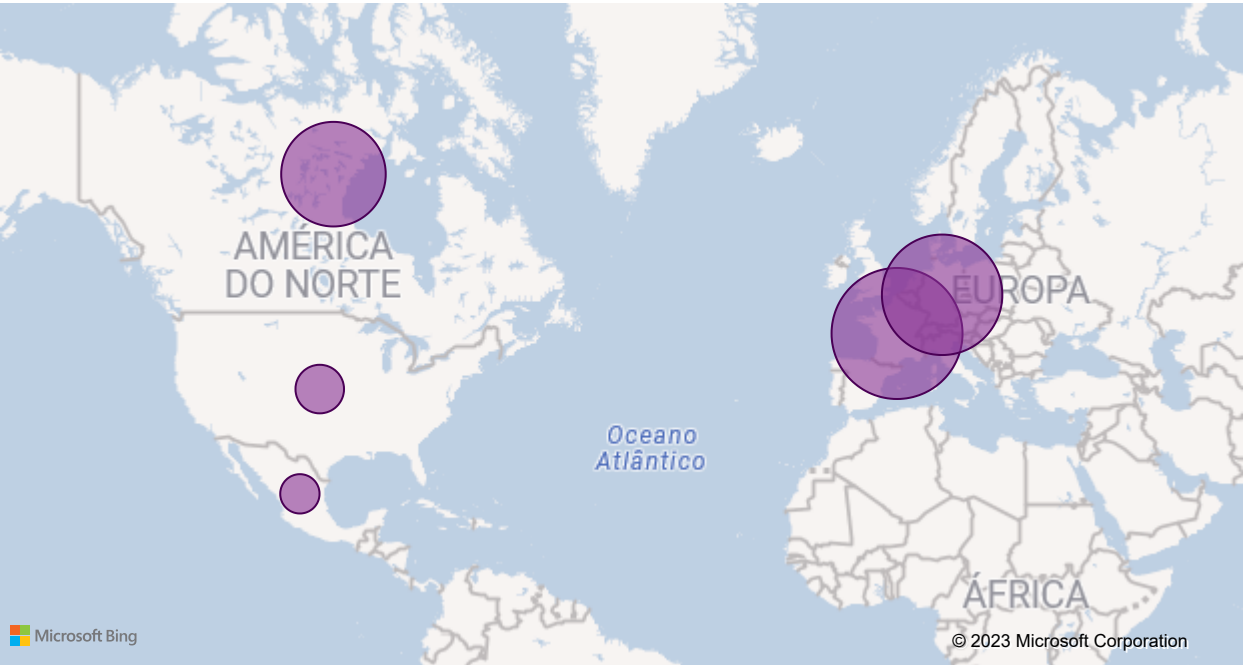 AMÉRICA
DO NORTE
EUROPA
Oceano
Atlântico
ÁFRICA
Microsoft Bing
© 2023 Microsoft Corporation